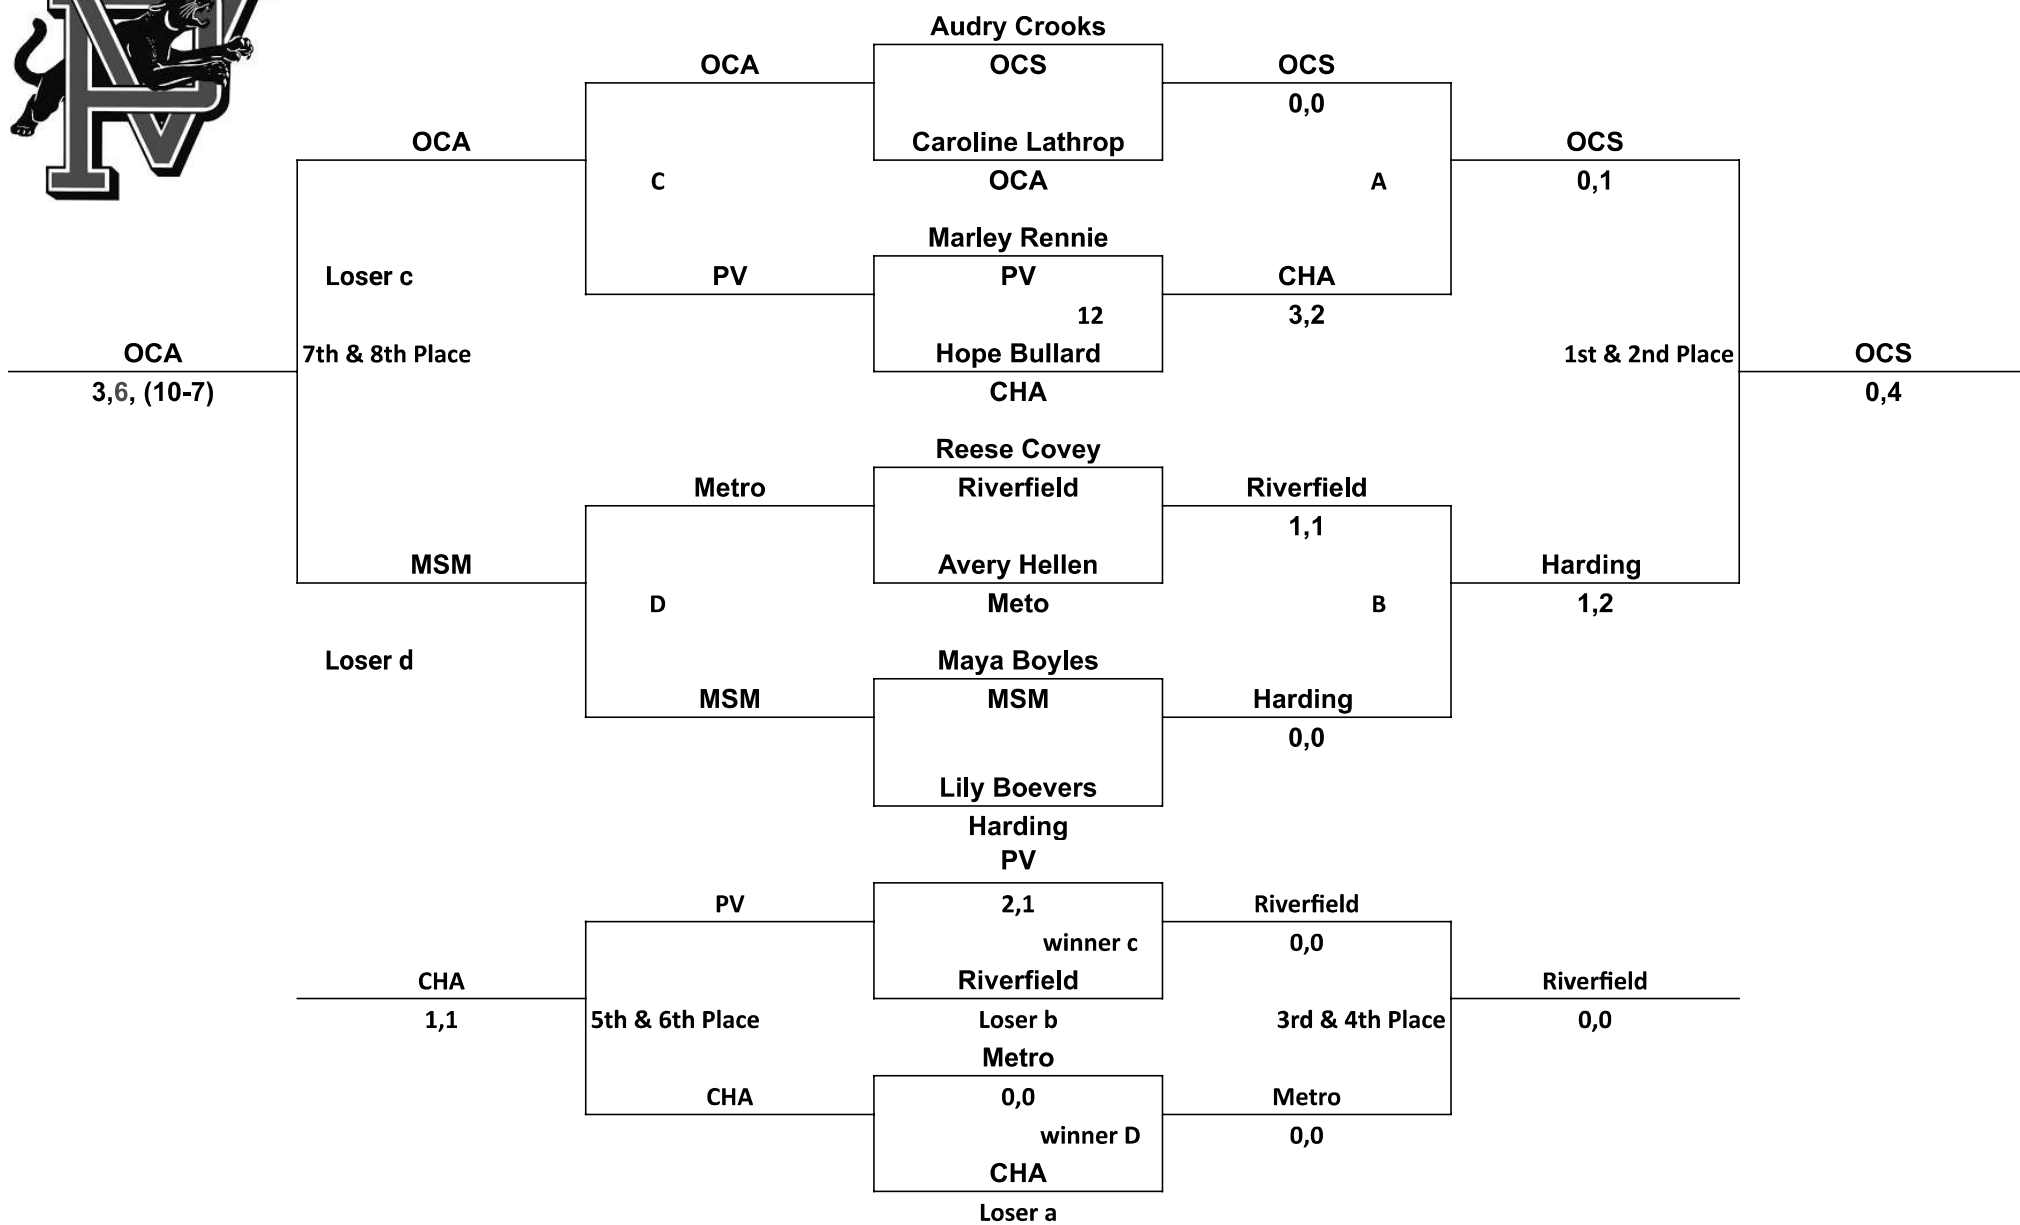 Audry Crooks
OCA OCS OCS
0,0
OCA Caroline Lathrop OCS
C OCA A 0,1
Marley Rennie
Loser c PV PV CHA
12 3,2
OCA 7th & 8th Place Hope Bullard 1st & 2nd Place OCS
3,6, (10-7) CHA 0,4
Reese Covey
Metro Riverfield Riverfield
1,1
MSM Avery Hellen Harding
D Meto B 1,2
Loser d Maya Boyles
MSM MSM Harding
0,0
Lily Boevers
Harding
PV
PV 2,1 Riverfield
winner c 0,0
CHA Riverfield Riverfield
1,1 5th & 6th Place Loser b 3rd & 4th Place 0,0
Metro
CHA 0,0 Metro
winner D 0,0
CHA
Loser a